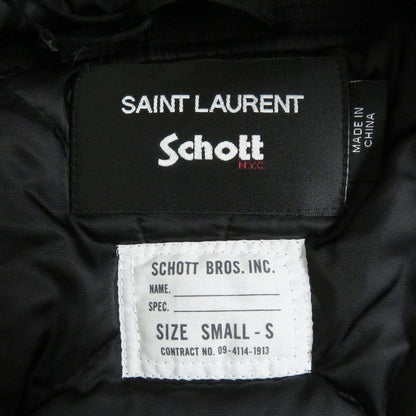 SAINT LAURENT
Schott
N.Y.C.
MADE IN
CHINA
SCHOTT BROS. INC.
NAME.
SPEC.
SIZE SMALL - S
CONTRACT NO. 09-4114-1913